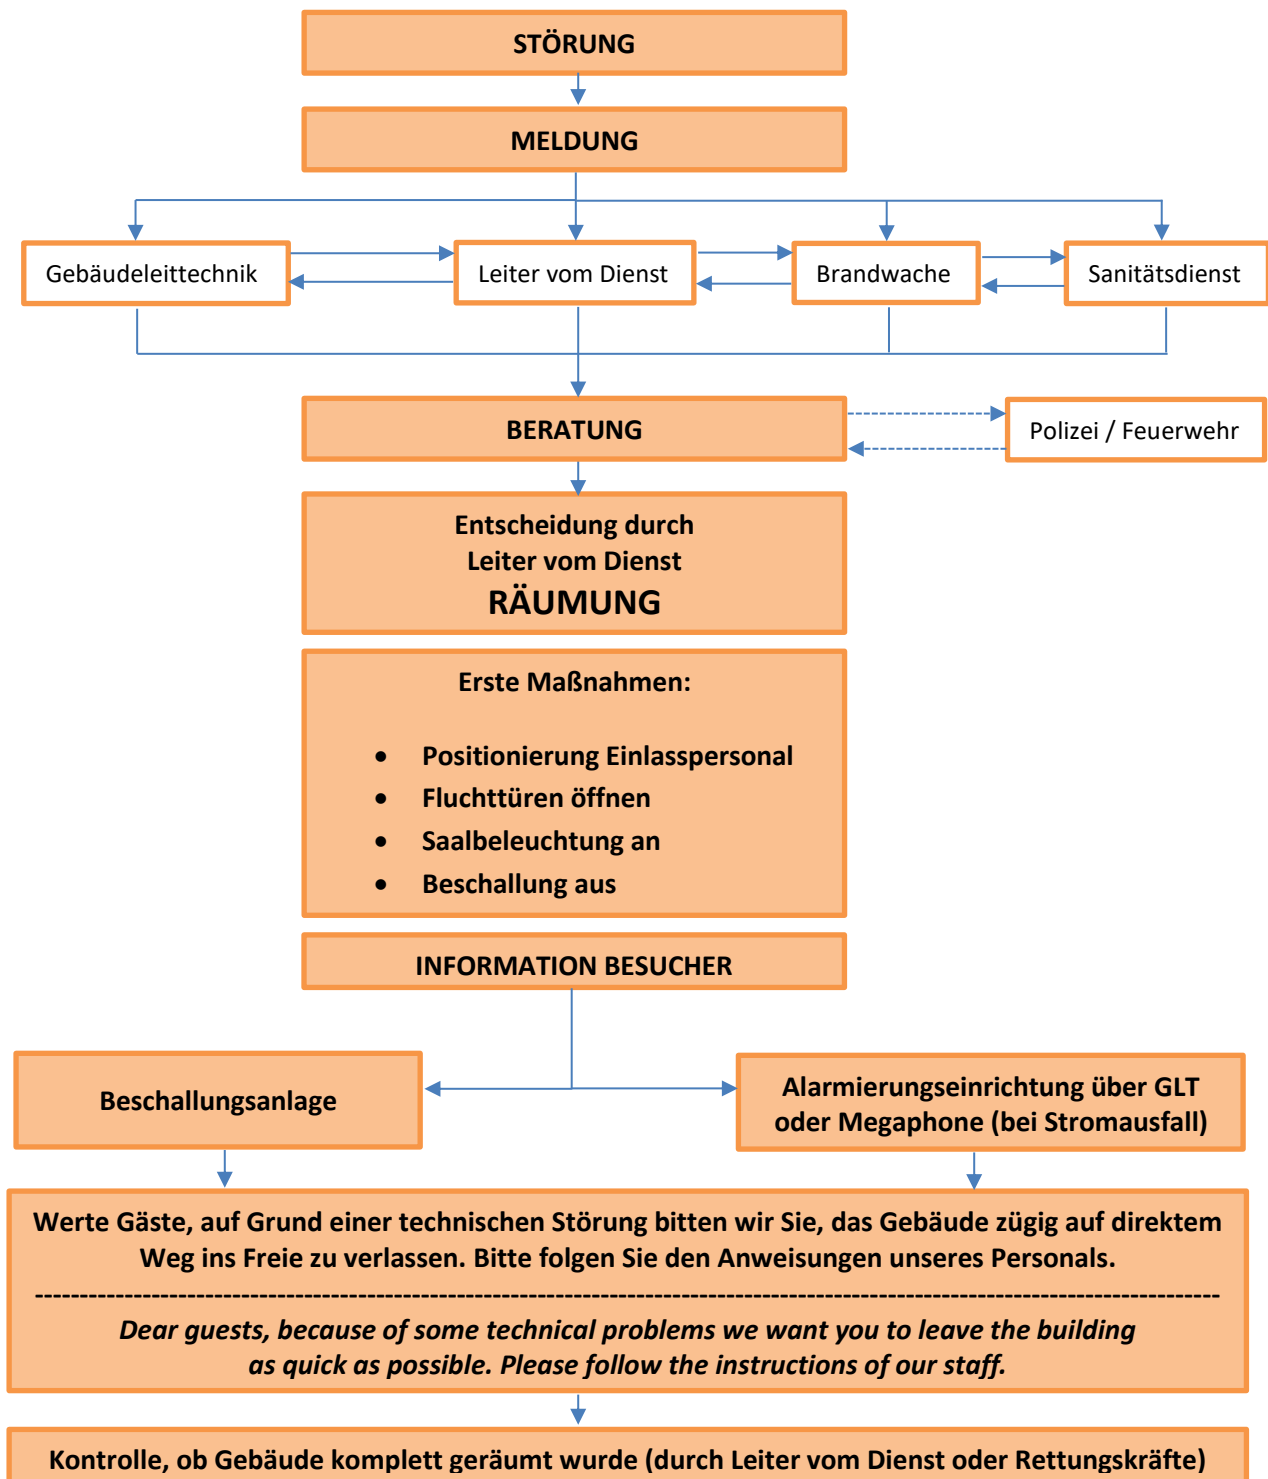 STÖRUNG
MELDUNG
Gebäudeleittechnik
Leiter vom Dienst
Brandwache
Sanitätsdienst
BERATUNG
Polizei / Feuerwehr
Entscheidung durch
Leiter vom Dienst
RÄUMUNG
Erste Maßnahmen:
• Positionierung Einlasspersonal
• Fluchttüren öffnen
• Saalbeleuchtung an
• Beschallung aus
INFORMATION BESUCHER
Beschallungsanlage
Alarmierungseinrichtung über GLT
oder Megaphone (bei Stromausfall)
Werte Gäste, auf Grund einer technischen Störung bitten wir Sie, das Gebäude zügig auf direktem
Weg ins Freie zu verlassen. Bitte folgen Sie den Anweisungen unseres Personals.
Dear guests, because of some technical problems we want you to leave the building
as quick as possible. Please follow the instructions of our staff.
Kontrolle, ob Gebäude komplett geräumt wurde (durch Leiter vom Dienst oder Rettungskräfte)